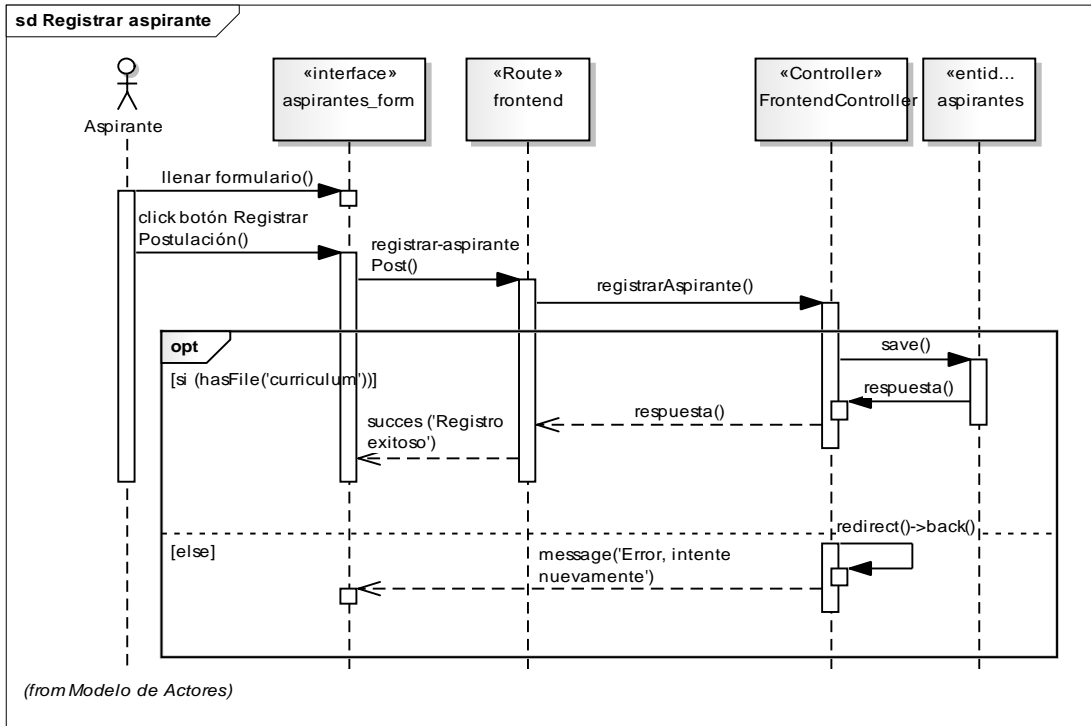 sd Registrar aspirante
«interface»
aspirantes_form
«Route»
frontend
«Controller»
FrontendController
«entid...
aspirantes
Aspirante
llenar formulario()
click botón Registrar
Postulación()
registrar-aspirante
Post()
registrarAspirante()
opt
[si (hasFile('curriculum'))]
save()
respuesta()
respuesta()
succes ('Registro
exitoso')
redirect()->back()
[else]
message('Error, intente
nuevamente')
(from Modelo de Actores)